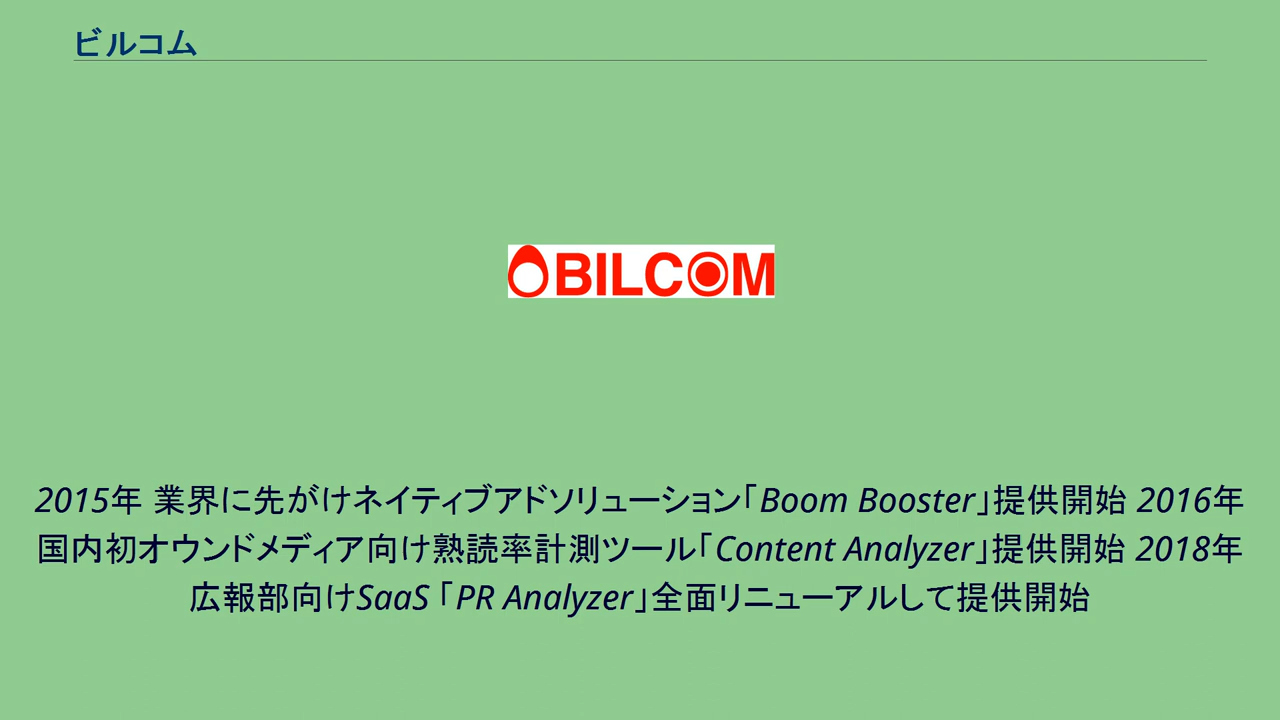 ビルコム
BILCOM
2015年 業界に先がけネイティブアドソリューション「Boom Booster」提供開始 2016年
国内初オウンドメディア向け熟読率計測ツール「Content Analyzer」提供開始 2018年
広報部向けSaaS「PR Analyzer」全面リニューアルして提供開始